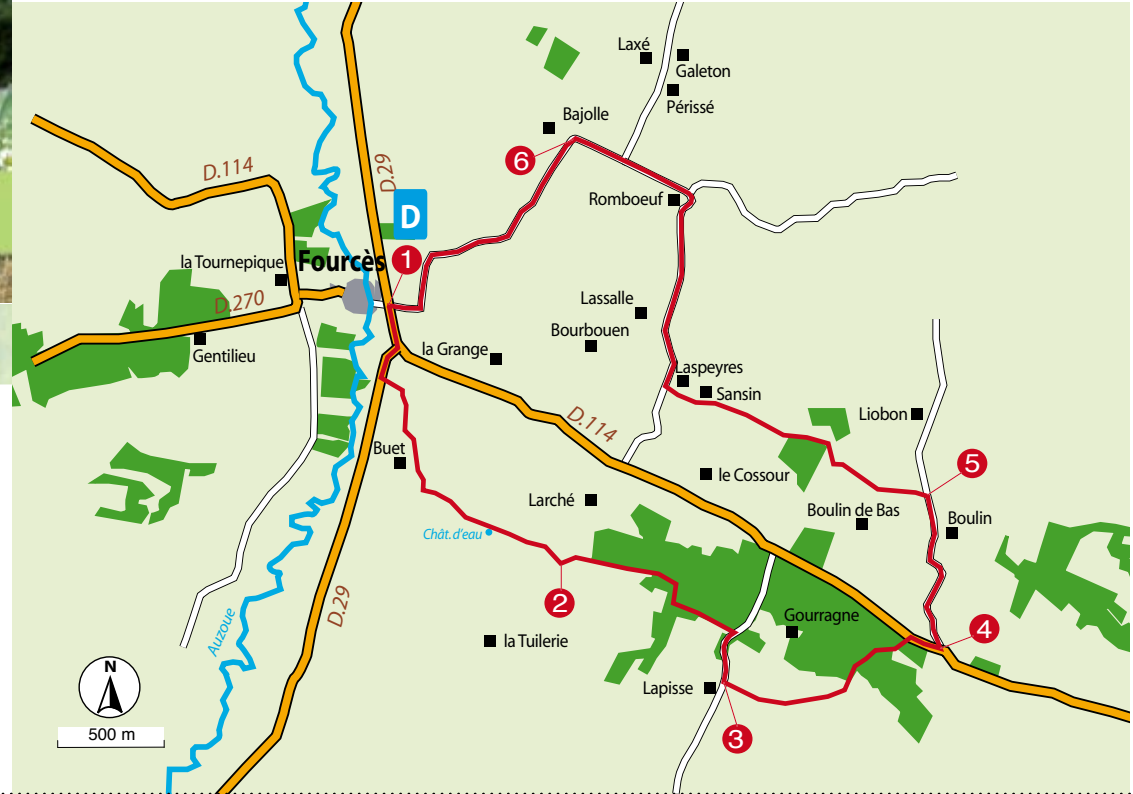 Laxé
Galeton
Périssé
Bajolle
6
D.114
D.29
D
Romboeuf
1
Fourcès
la Tournepique
D.270
Lassalle
Bourbouen
Gentilieu
la Grange
Laspeyres
Sansin
Liobon
D.114
Buet
5
le Cossour
Larché
Boulin de Bas
Boulin
Chât.d'eau
2
D.29
Auzoue
Gourragne
4
la Tuilerie
N
Lapisse
3
500 m